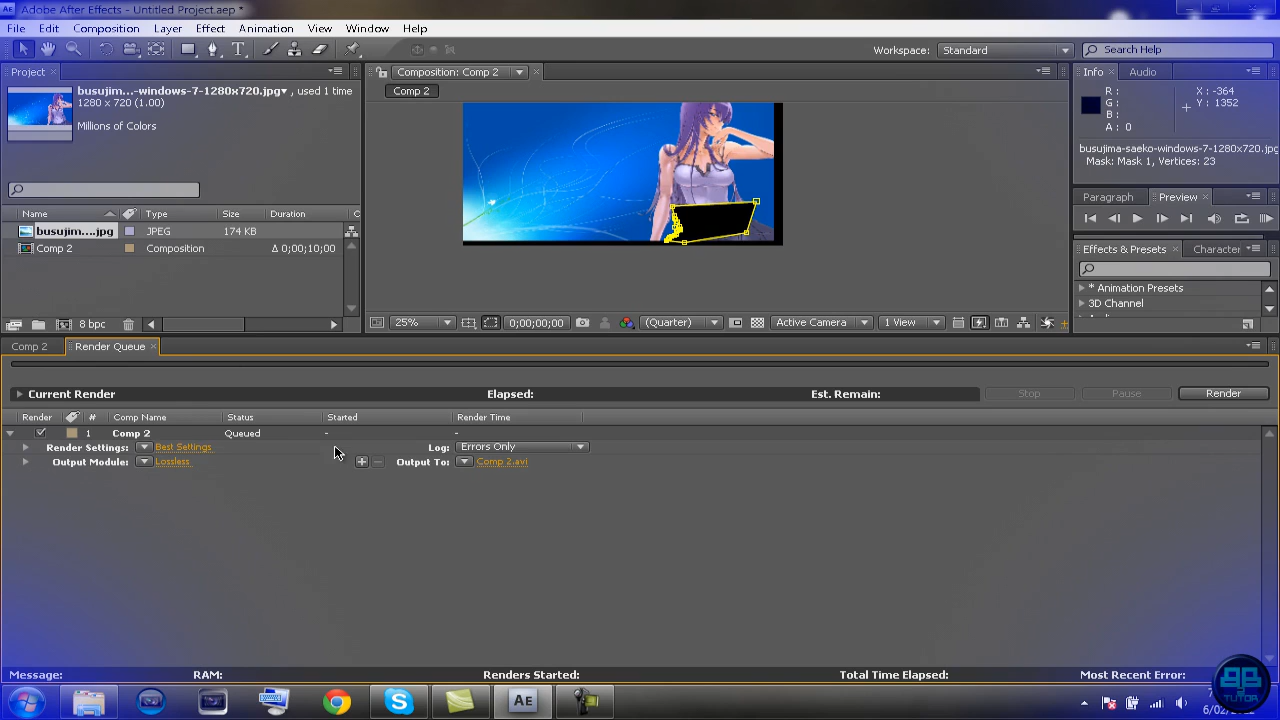 Adobe After Effects - Untitled Project.aep *
File Edit Composition Layer Effect Animation View Window Help
Workspace: Standard Search Help
Project
busujim...-windows-7-1280x720.jpg▾ , used 1 time
1280 x 720 (1.00)
Millions of Colors
Name Type Size Duration C
busujim....jpg JPEG 174 KB
Comp 2 Composition Δ 0;00;10;00
8 bpc
Composition: Comp 2
Comp 2
25% 0;00;00;00 (Quarter) Active Camera 1 View
Info Audio
R : X : -364
G : Y : 1352
B :
A : 0
busujima-saeko-windows-7-1280x720.jpg
Mask: Mask 1, Vertices: 23
Paragraph Preview
Effects & Presets Character
* Animation Presets
3D Channel
Comp 2 Render Queue
Current Render Elapsed: Est. Remain: Stop Pause Render
Render # Comp Name Status Started Render Time
1 Comp 2 Queued - -
Render Settings: Best Settings Log: Errors Only
Output Module: Lossless Output To: Comp 2.avi
Message: RAM: Renders Started: Total Time Elapsed: Most Recent Error:
AE
TUTOR